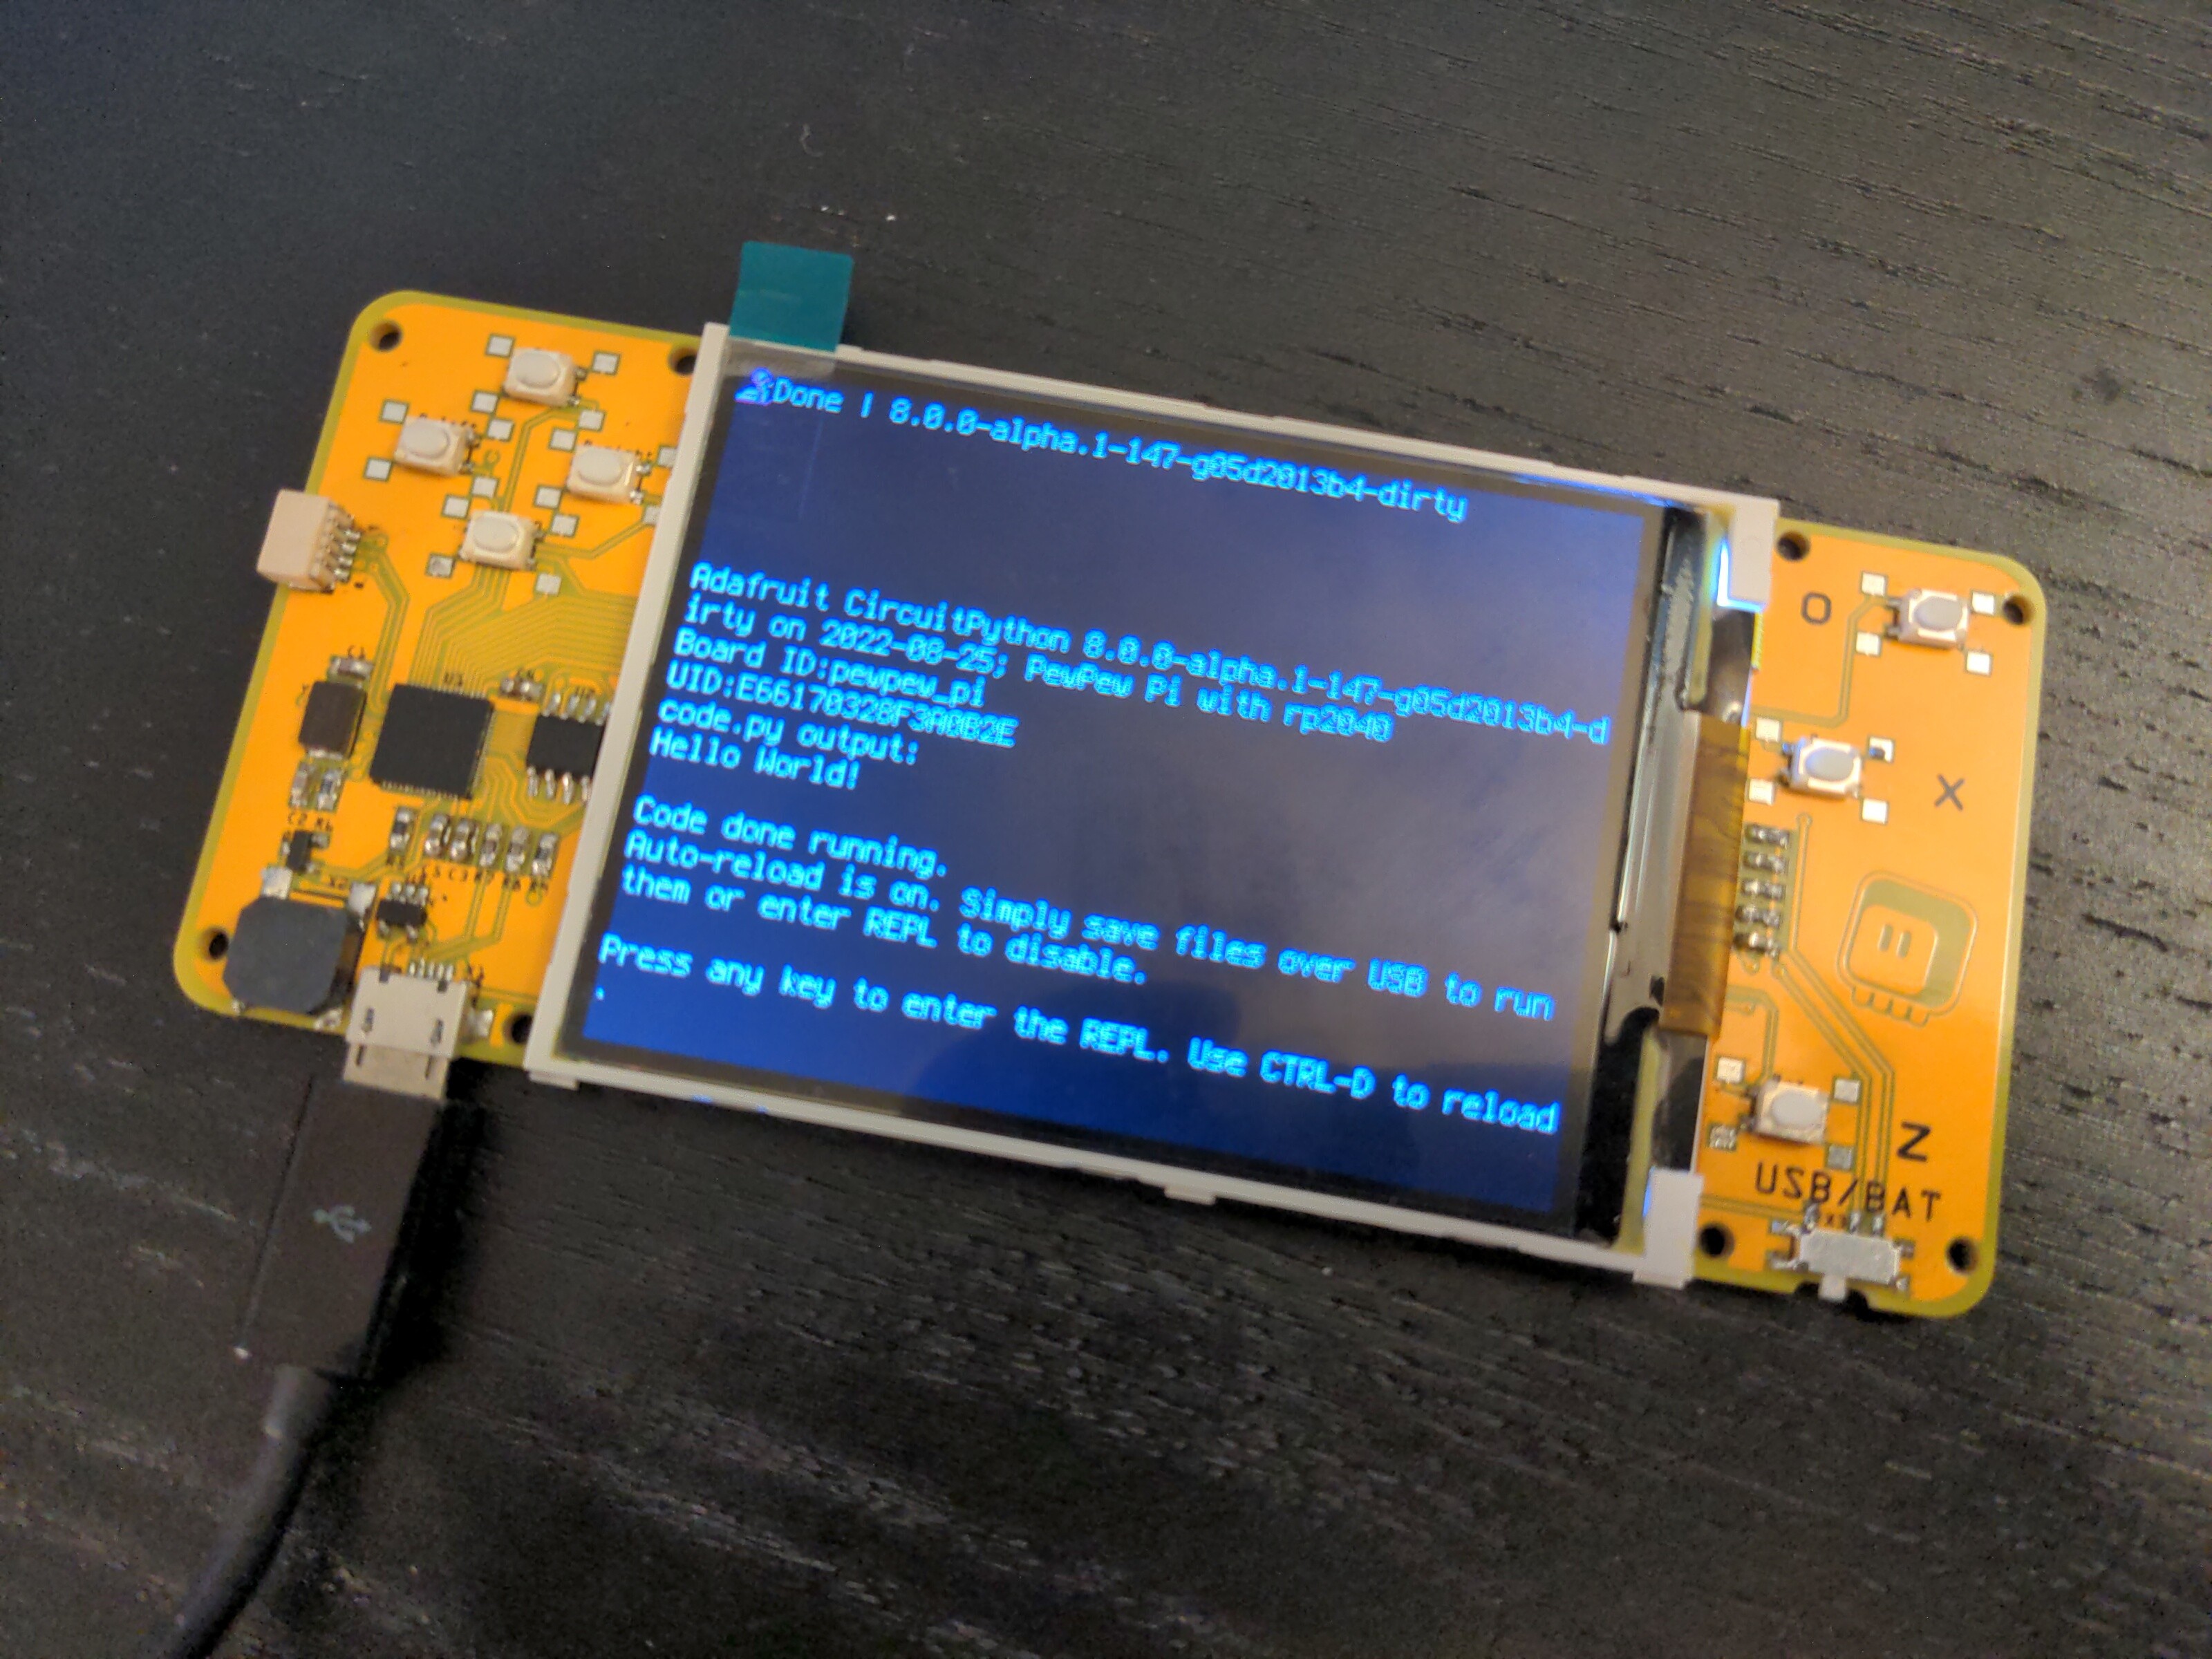 Done | 8.0.0-alpha.1-147-g05d2013b4-dirty
Adafruit CircuitPython 8.0.0-alpha.1-147-g05d2013b4-d
irty on 2022-08-25; PewPew Pi with rp2040
Board ID:pewpew_pi
UID:E66170328F3A0B2E
code.py output:
Hello World!
Code done running.
Auto-reload is on. Simply save files over USB to run
them or enter REPL to disable.
Press any key to enter the REPL. Use CTRL-D to reload
.
O
X
Z
USB/BAT